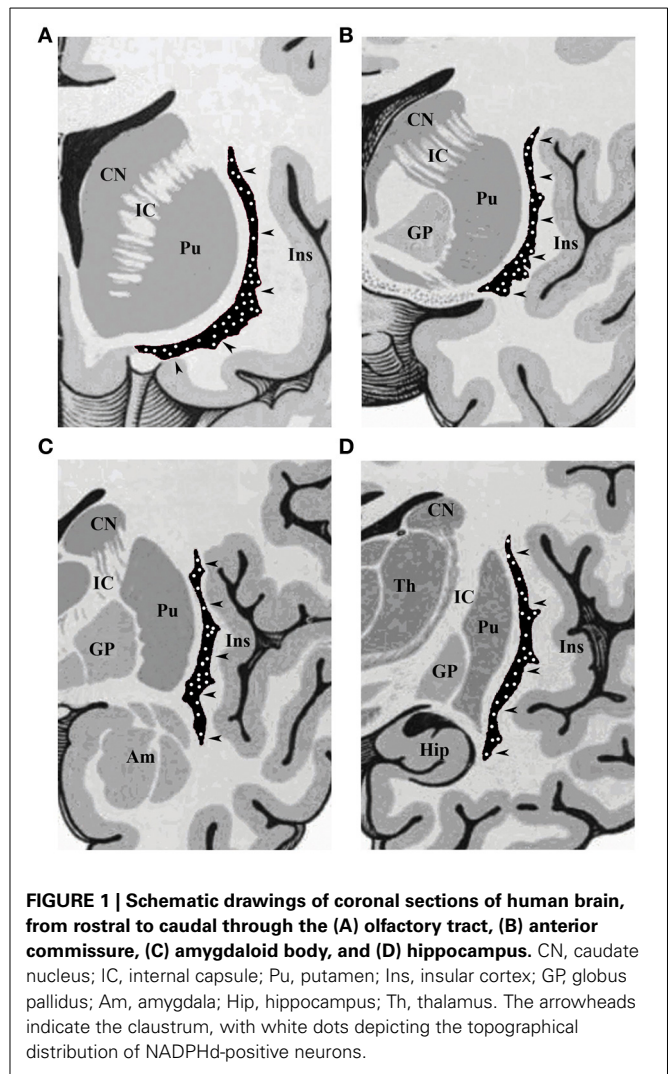 A
B
CN
IC
Pu
Ins
CN
IC
GP
Pu
Ins
C
D
CN
IC
Pu
GP
Ins
Am
CN
Th
IC
Pu
GP
Ins
Hip
FIGURE 1 | Schematic drawings of coronal sections of human brain,
from rostral to caudal through the (A) olfactory tract, (B) anterior
commissure, (C) amygdaloid body, and (D) hippocampus. CN, caudate
nucleus; IC, internal capsule; Pu, putamen; Ins, insular cortex; GP, globus
pallidus; Am, amygdala; Hip, hippocampus; Th, thalamus. The arrowheads
indicate the claustrum, with white dots depicting the topographical
distribution of NADPHd-positive neurons.